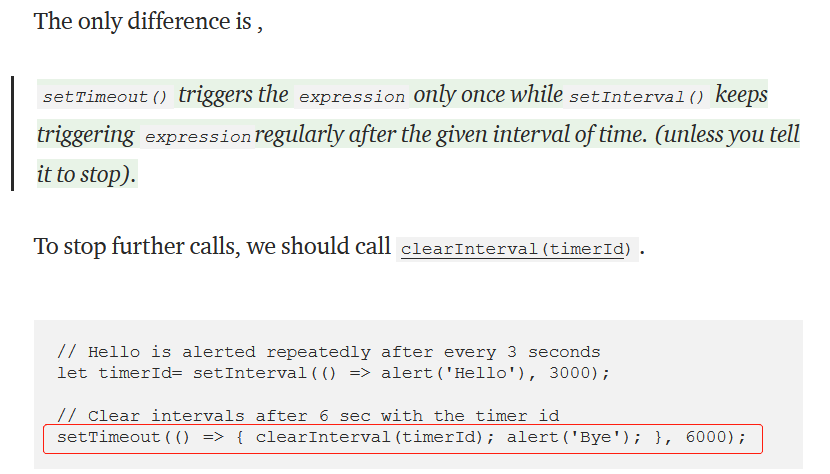 The only difference is ,
setTimeout() triggers the expression only once while setInterval() keeps
triggering expression regularly after the given interval of time. (unless you tell
it to stop).
To stop further calls, we should call clearInterval(timerId) .
// Hello is alerted repeatedly after every 3 seconds
let timerId= setInterval(() => alert('Hello'), 3000);
// Clear intervals after 6 sec with the timer id
setTimeout(() => { clearInterval(timerId); alert('Bye'); }, 6000);